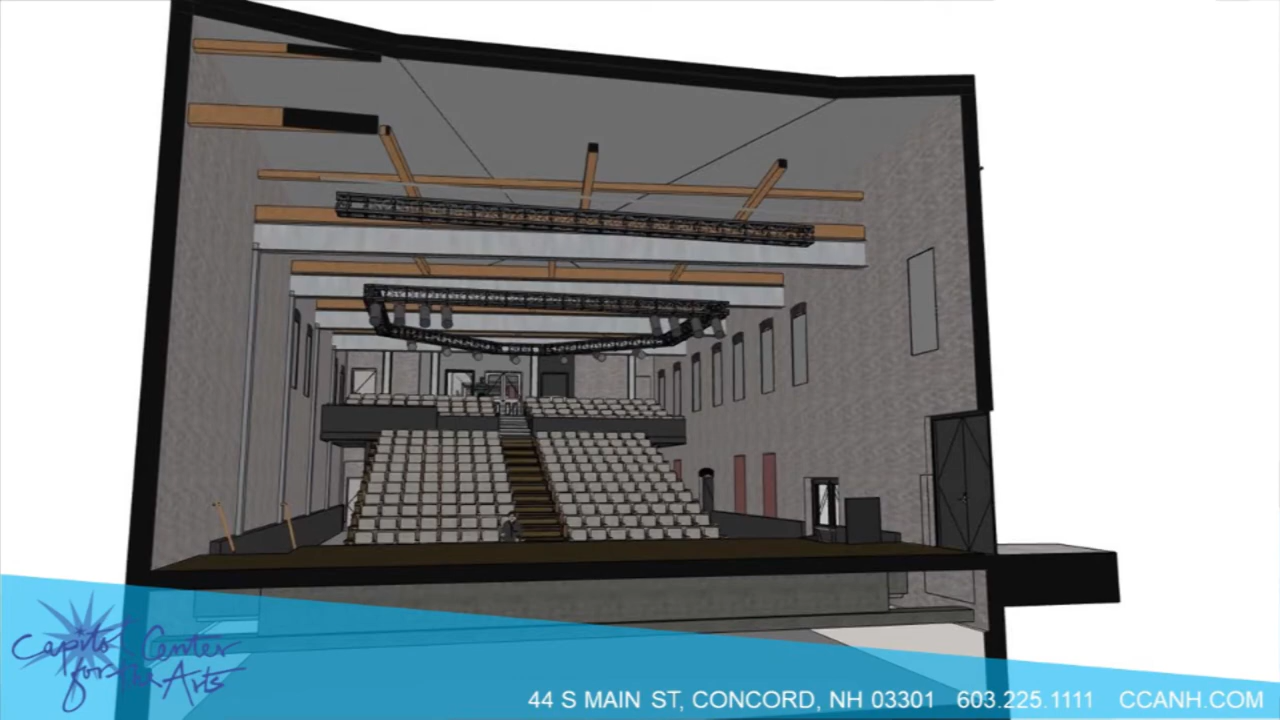 Capitol Center
for the Arts
44 S MAIN ST, CONCORD, NH 03301 603.225.1111 CCANH.COM